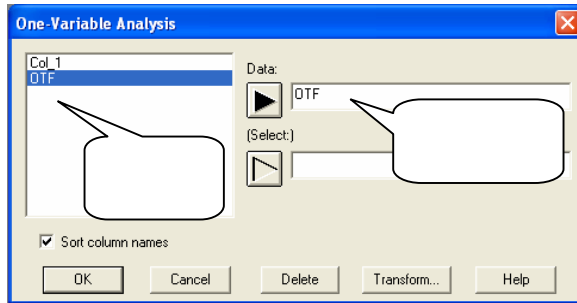 One-Variable Analysis
Col_1
OTF
Data:
OTF
(Select:)
Sort column names
OK
Cancel
Delete
Transform...
Help